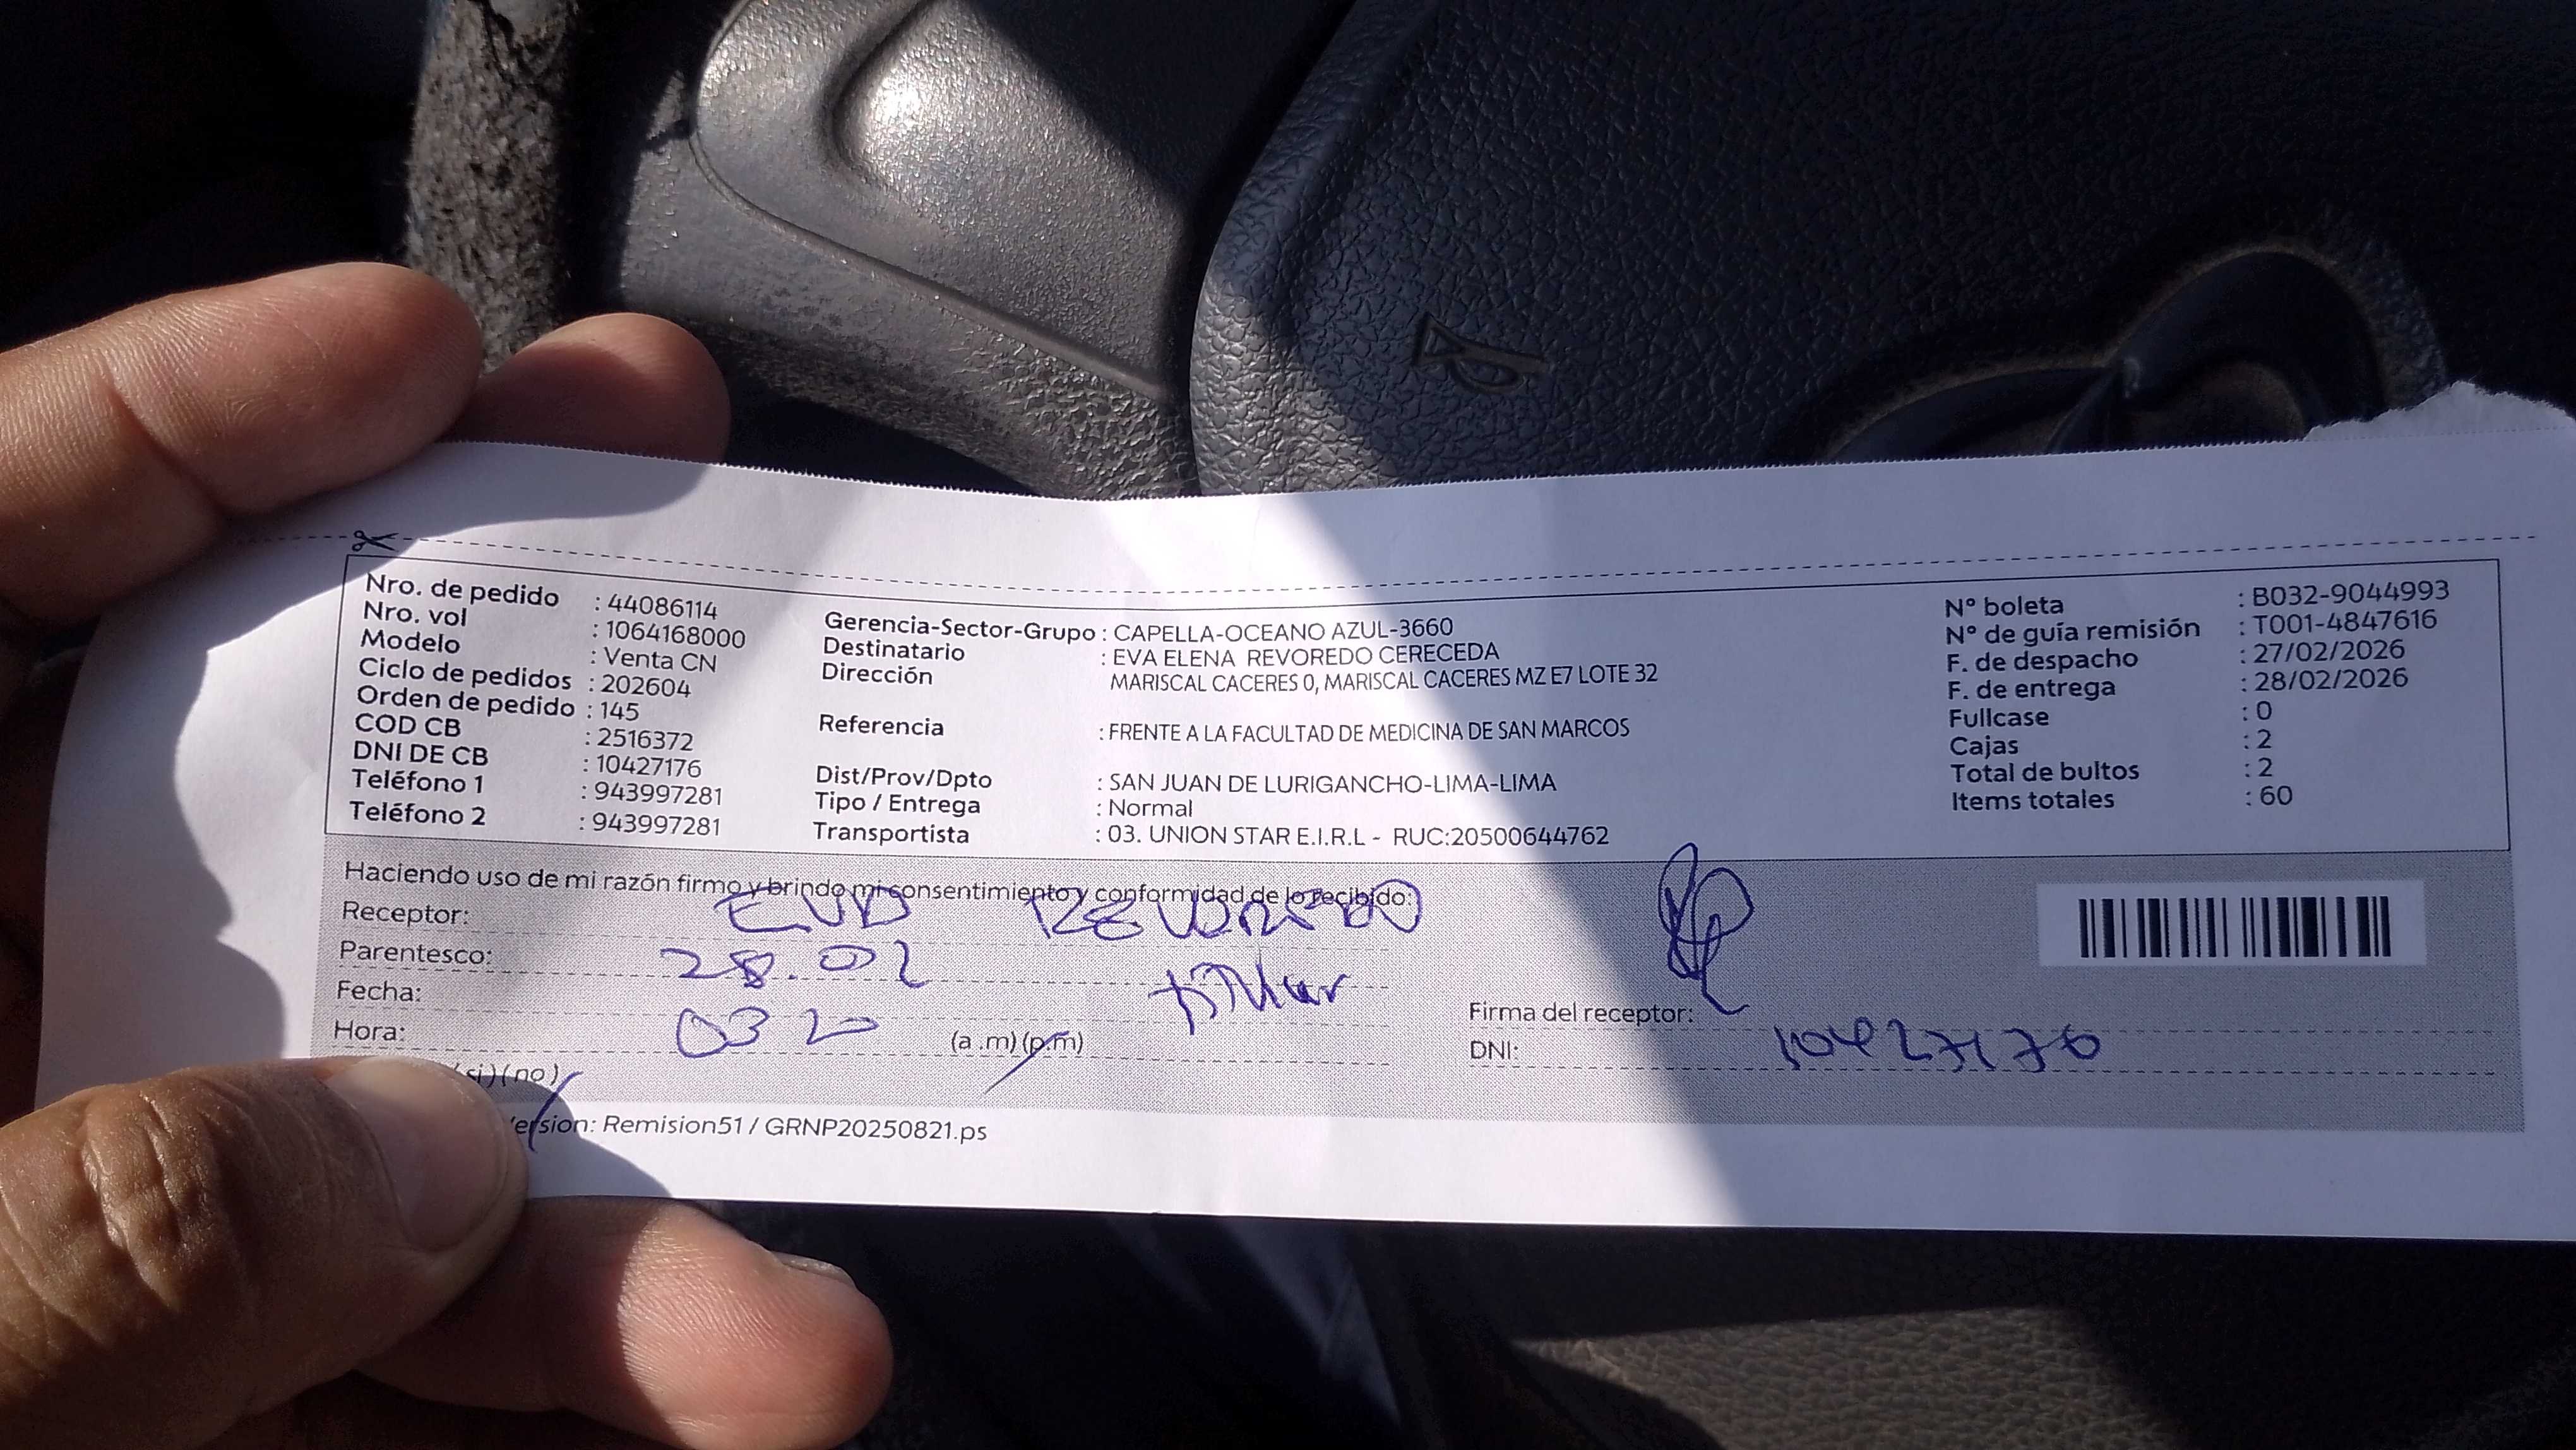 Nro. de pedido : 44086114
Nro. vol : 1064168000
Modelo : Venta CN
Ciclo de pedidos : 202604
Orden de pedido : 145
COD CB : 2516372
DNI DE CB : 10427176
Teléfono 1 : 943997281
Teléfono 2 : 943997281
Gerencia-Sector-Grupo : CAPELLA-OCEANO AZUL-3660
Destinatario : EVA ELENA REVOREDO CERECEDA
Dirección MARISCAL CACERES 0, MARISCAL CACERES MZ E7 LOTE 32
Referencia : FRENTE A LA FACULTAD DE MEDICINA DE SAN MARCOS
Dist/Prov/Dpto : SAN JUAN DE LURIGANCHO-LIMA-LIMA
Tipo / Entrega : Normal
Transportista : 03. UNION STAR E.I.R.L - RUC:20500644762
N° boleta : B032-9044993
N° de guía remisión : T001-4847616
F. de despacho : 27/02/2026
F. de entrega : 28/02/2026
Fullcase : 0
Cajas : 2
Total de bultos : 2
Items totales : 60
Haciendo uso de mi razón firmo y brindo mi consentimiento y conformidad de lo recibido:
Receptor: EVA REVOREDO
Parentesco: titular
Fecha: 28.02
Hora: 03 20 (a.m) (p.m)
Firma del receptor:
DNI: 10427176
(si) (no)
ersion: Remision51 / GRNP20250821.ps